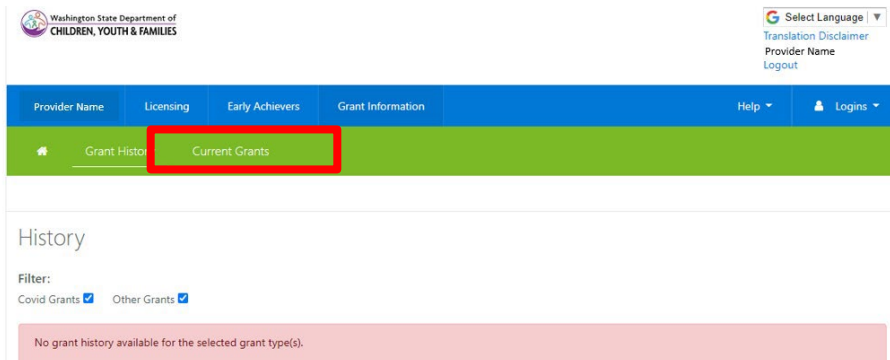 Washington State Department of
CHILDREN, YOUTH & FAMILIES
Select Language ▼
Translation Disclaimer
Provider Name
Logout
Provider Name Licensing Early Achievers Grant Information Help Logins
Grant History Current Grants
History
Filter:
Covid Grants Other Grants
No grant history available for the selected grant type(s).